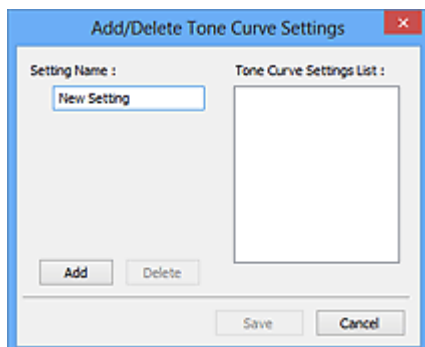 Add/Delete Tone Curve Settings
Setting Name :
Tone Curve Settings List :
New Setting
Add
Delete
Save
Cancel